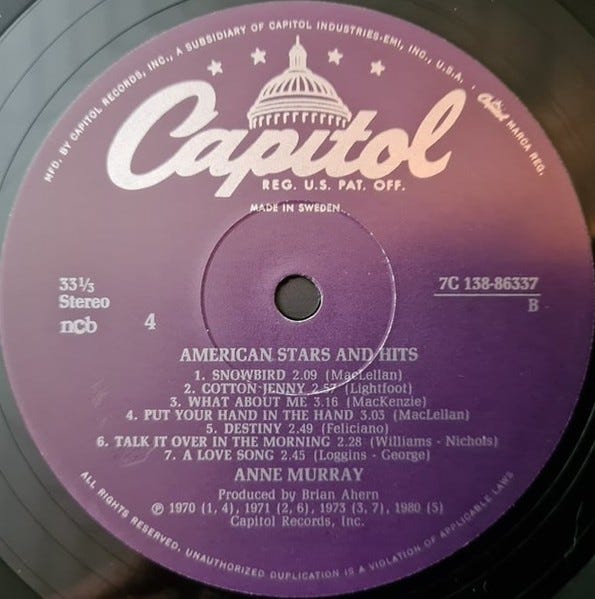 MFD. BY CAPITOL RECORDS, INC., A SUBSIDIARY OF CAPITOL INDUSTRIES-EMI, INC., U.S.A. . Capitol MARCA REG.
Capitol
REG. U.S. PAT. OFF.
MADE IN SWEDEN
33⅓
Stereo
ncb
4
7C 138-86337
B
AMERICAN STARS AND HITS
1. SNOWBIRD 2.09 (MacLellan)
2. COTTON JENNY 2.57 (Lightfoot)
3. WHAT ABOUT ME 3.16 (MacKenzie)
4. PUT YOUR HAND IN THE HAND 3.03 (MacLellan)
5. DESTINY 2.49 (Feliciano)
6. TALK IT OVER IN THE MORNING 2.28 (Williams - Nichols)
7. A LOVE SONG 2.45 (Loggins - George)
ANNE MURRAY
Produced by Brian Ahern
℗ 1970 (1, 4), 1971 (2, 6), 1973 (3, 7), 1980 (5)
Capitol Records, Inc.
ALL RIGHTS RESERVED. UNAUTHORIZED DUPLICATION IS A VIOLATION OF APPLICABLE LAWS